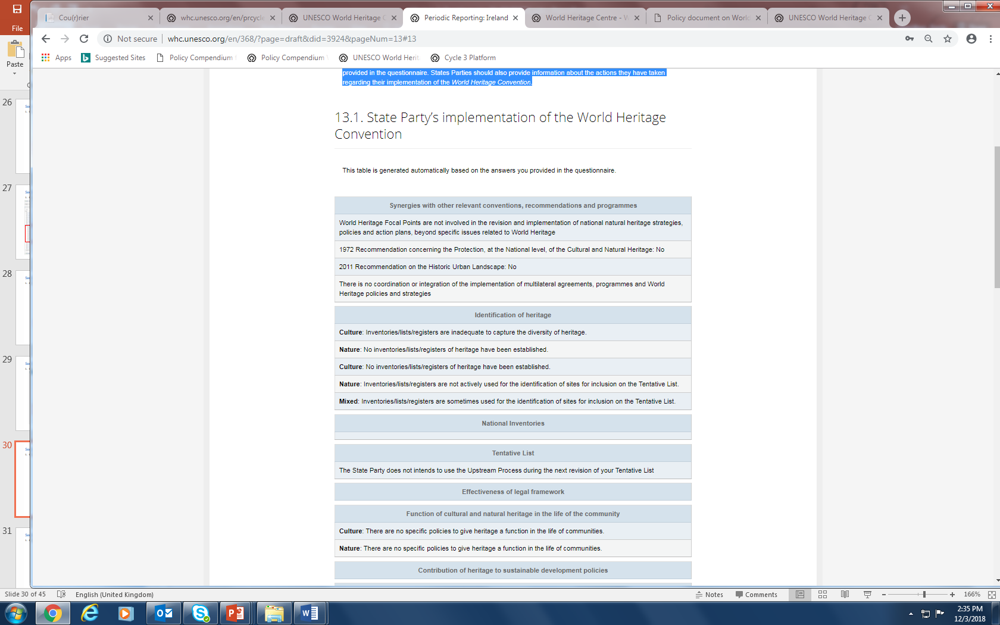 Cou(r)rier
whc.unesco.org/en/prcycle
UNESCO World Heritage C
Periodic Reporting: Ireland
World Heritage Centre - W
Policy document on World
UNESCO World Heritage C
File
Not secure
whc.unesco.org/en/368/?page=draft&did=3924&pageNum=13#13
Paste
Apps
Suggested Sites
Policy Compendium
Policy Compendium
UNESCO World Herit
Cycle 3 Platform
provided in the questionnaire. States Parties should also provide information about the actions they have taken
regarding their implementation of the World Heritage Convention.
13.1. State Party’s implementation of the World Heritage
Convention
This table is generated automatically based on the answers you provided in the questionnaire.
Synergies with other relevant conventions, recommendations and programmes
World Heritage Focal Points are not involved in the revision and implementation of national natural heritage strategies,
policies and action plans, beyond specific issues related to World Heritage
1972 Recommendation concerning the Protection, at the National level, of the Cultural and Natural Heritage: No
2011 Recommendation on the Historic Urban Landscape: No
There is no coordination or integration of the implementation of multilateral agreements, programmes and World
Heritage policies and strategies
Identification of heritage
Culture: Inventories/lists/registers are inadequate to capture the diversity of heritage.
Nature: No inventories/lists/registers of heritage have been established.
Culture: No inventories/lists/registers of heritage have been established.
Nature: Inventories/lists/registers are not actively used for the identification of sites for inclusion on the Tentative List.
Mixed: Inventories/lists/registers are sometimes used for the identification of sites for inclusion on the Tentative List.
National Inventories
Tentative List
The State Party does not intends to use the Upstream Process during the next revision of your Tentative List
Effectiveness of legal framework
Function of cultural and natural heritage in the life of the community
Culture: There are no specific policies to give heritage a function in the life of communities.
Nature: There are no specific policies to give heritage a function in the life of communities.
Contribution of heritage to sustainable development policies
26
27
28
29
30
31
Slide 30 of 45
English (United Kingdom)
Notes
Comments
166%
2:35 PM
12/3/2018